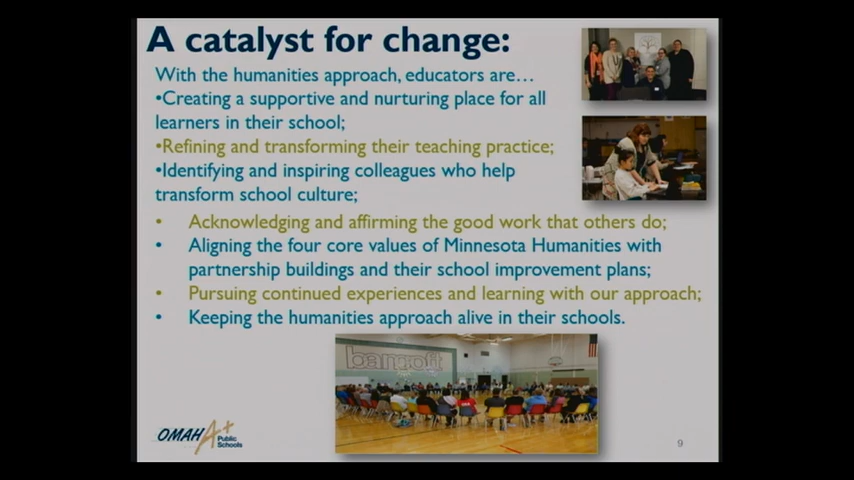 A catalyst for change:
With the humanities approach, educators are…
•Creating a supportive and nurturing place for all
learners in their school;
•Refining and transforming their teaching practice;
•Identifying and inspiring colleagues who help
transform school culture;
• Acknowledging and affirming the good work that others do;
• Aligning the four core values of Minnesota Humanities with
partnership buildings and their school improvement plans;
• Pursuing continued experiences and learning with our approach;
• Keeping the humanities approach alive in their schools.
bancroft
OMAHA
A+
Public
Schools
9